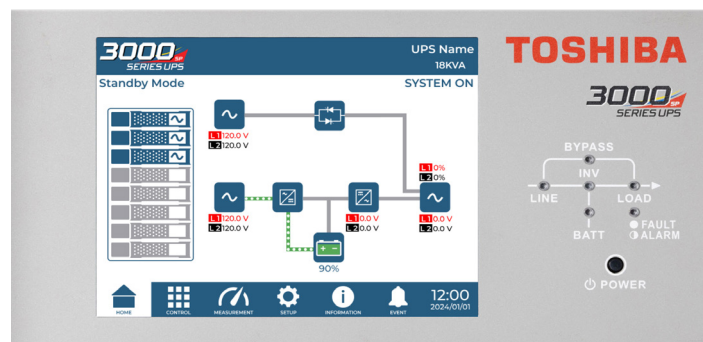 3000 SP
SERIES UPS
UPS Name
18KVA
Standby Mode
SYSTEM ON
L1 120.0 V
L2 120.0 V
L1 0%
L2 0%
L1 120.0 V
L2 120.0 V
L1 0.0 V
L2 0.0 V
L1 0.0 V
L2 0.0 V
90%
HOME
CONTROL
MEASUREMENT
SETUP
INFORMATION
EVENT
12:00
2024/01/01
TOSHIBA
3000 SP
SERIES UPS
BYPASS
INV
LINE
LOAD
BATT
FAULT
ALARM
POWER